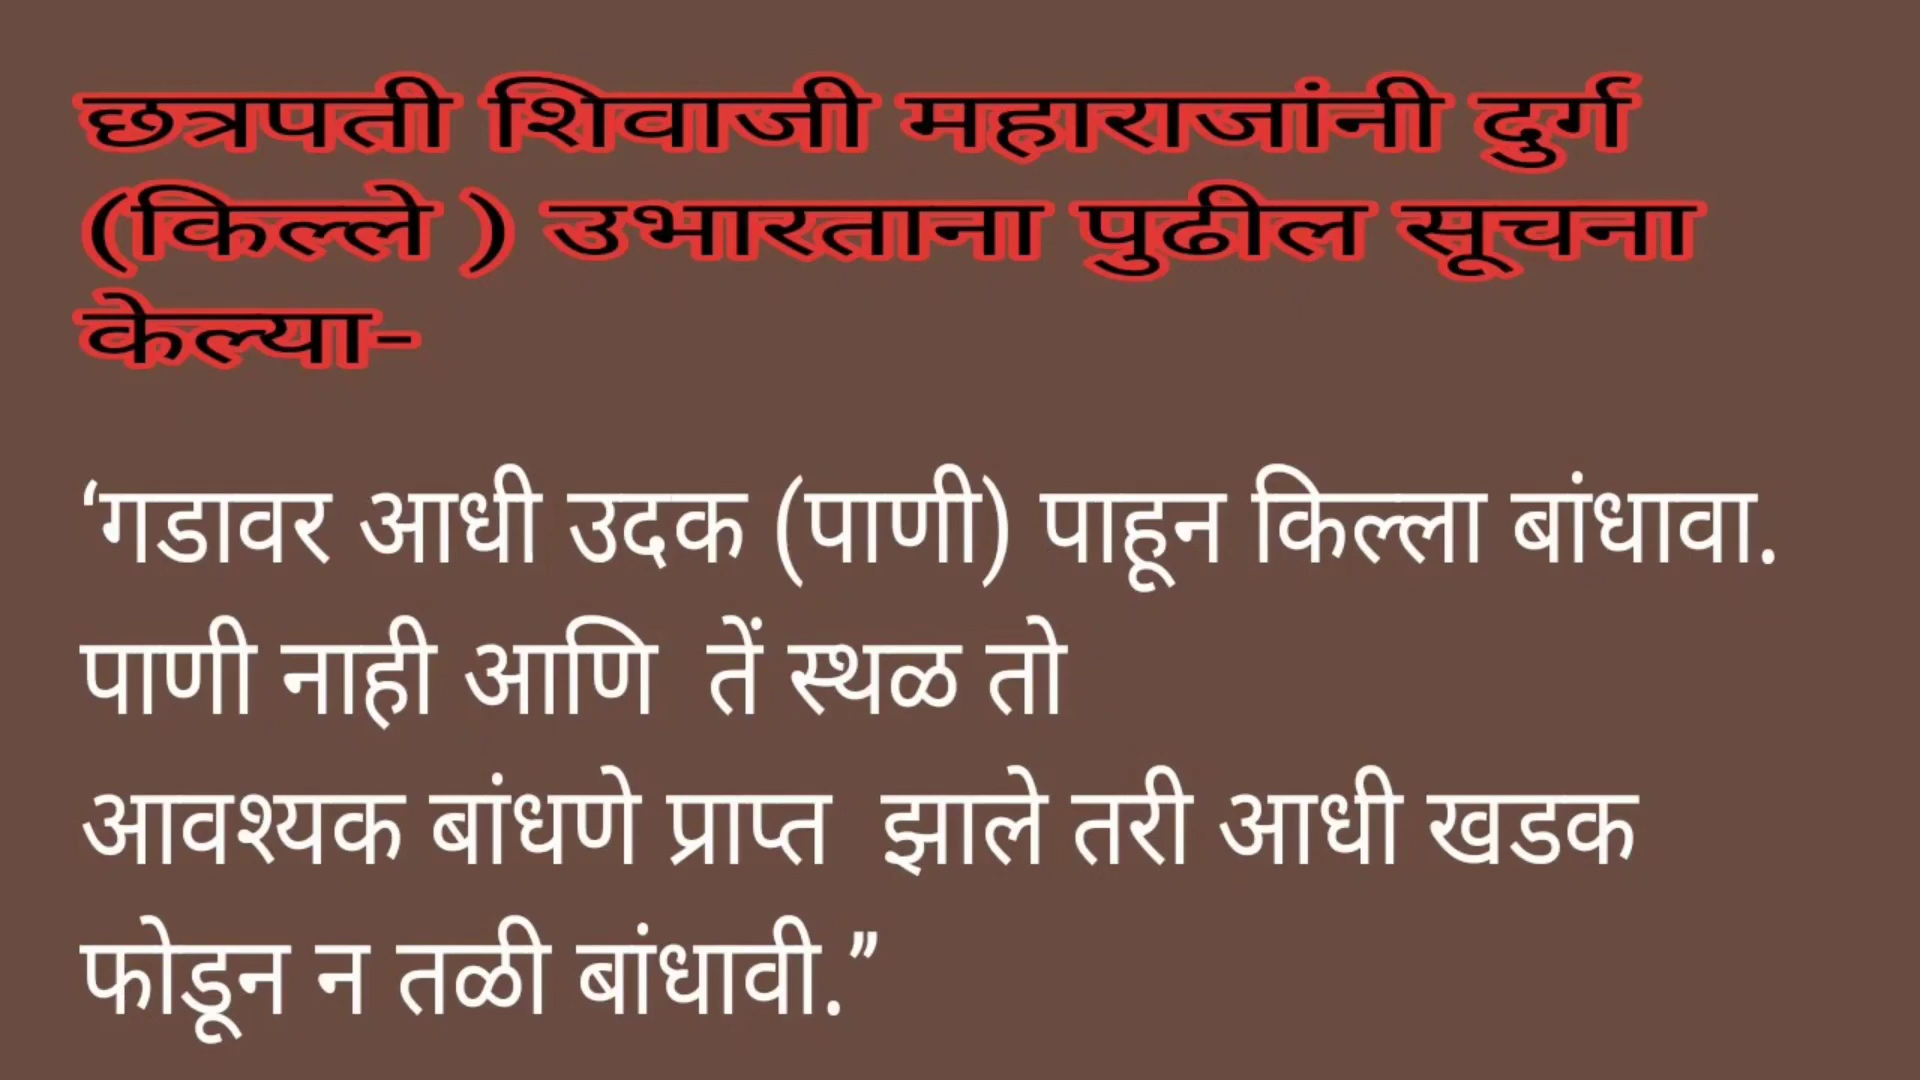 छत्रपती शिवाजी महाराजांनी दुर्ग
(किल्ले ) उभारताना पुढील सूचना
केल्या-
‘गडावर आधी उदक (पाणी) पाहून किल्ला बांधावा.
पाणी नाही आणि  तें स्थळ तो
आवश्यक बांधणे प्राप्त  झाले तरी आधी खडक
फोडून न तळी बांधावी.”